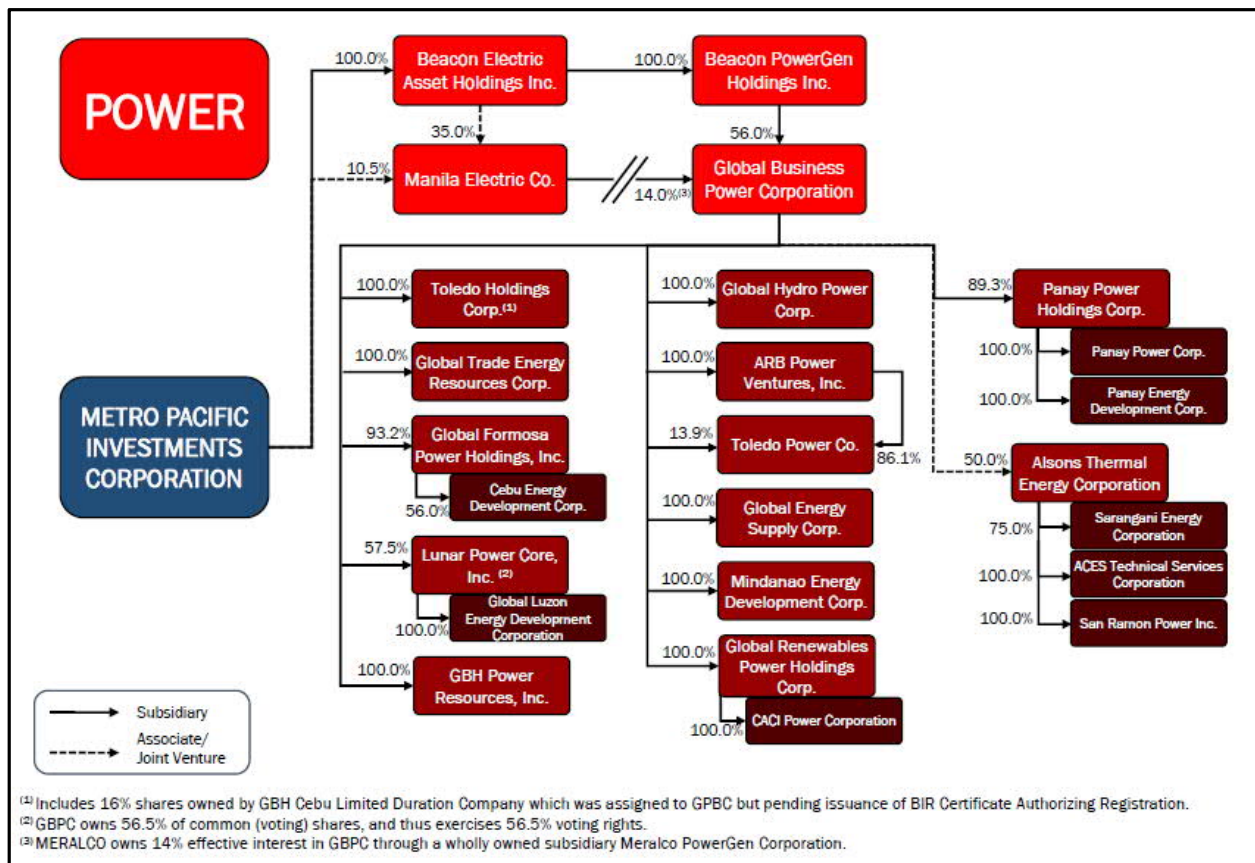 POWER
METRO PACIFIC
INVESTMENTS
CORPORATION
100.0%
Beacon Electric
Asset Holdings Inc.
100.0%
Beacon PowerGen
Holdings Inc.
35.0%
56.0%
10.5%
Manila Electric Co.
14.0%(3)
Global Business
Power Corporation
100.0%
Toledo Holdings
Corp.(1)
100.0%
Global Trade Energy
Resources Corp.
93.2%
Global Formosa
Power Holdings, Inc.
56.0%
Cebu Energy
Development Corp.
57.5%
Lunar Power Core,
Inc. (2)
100.0%
Global Luzon
Energy Development
Corporation
100.0%
GBH Power
Resources, Inc.
100.0%
Global Hydro Power
Corp.
100.0%
ARB Power
Ventures, Inc.
13.9%
Toledo Power Co.
86.1%
100.0%
Global Energy
Supply Corp.
100.0%
Mindanao Energy
Development Corp.
100.0%
Global Renewables
Power Holdings
Corp.
100.0%
CACI Power Corporation
89.3%
Panay Power
Holdings Corp.
100.0%
Panay Power Corp.
100.0%
Panay Energy
Development Corp.
50.0%
Alsons Thermal
Energy Corporation
75.0%
Sarangani Energy
Corporation
100.0%
ACES Technical Services
Corporation
100.0%
San Ramon Power Inc.
Subsidiary
Associate/
Joint Venture
(1) Includes 16% shares owned by GBH Cebu Limited Duration Company which was assigned to GPBC but pending issuance of BIR Certificate Authorizing Registration.
(2) GBPC owns 56.5% of common (voting) shares, and thus exercises 56.5% voting rights.
(3) MERALCO owns 14% effective interest in GBPC through a wholly owned subsidiary Meralco PowerGen Corporation.